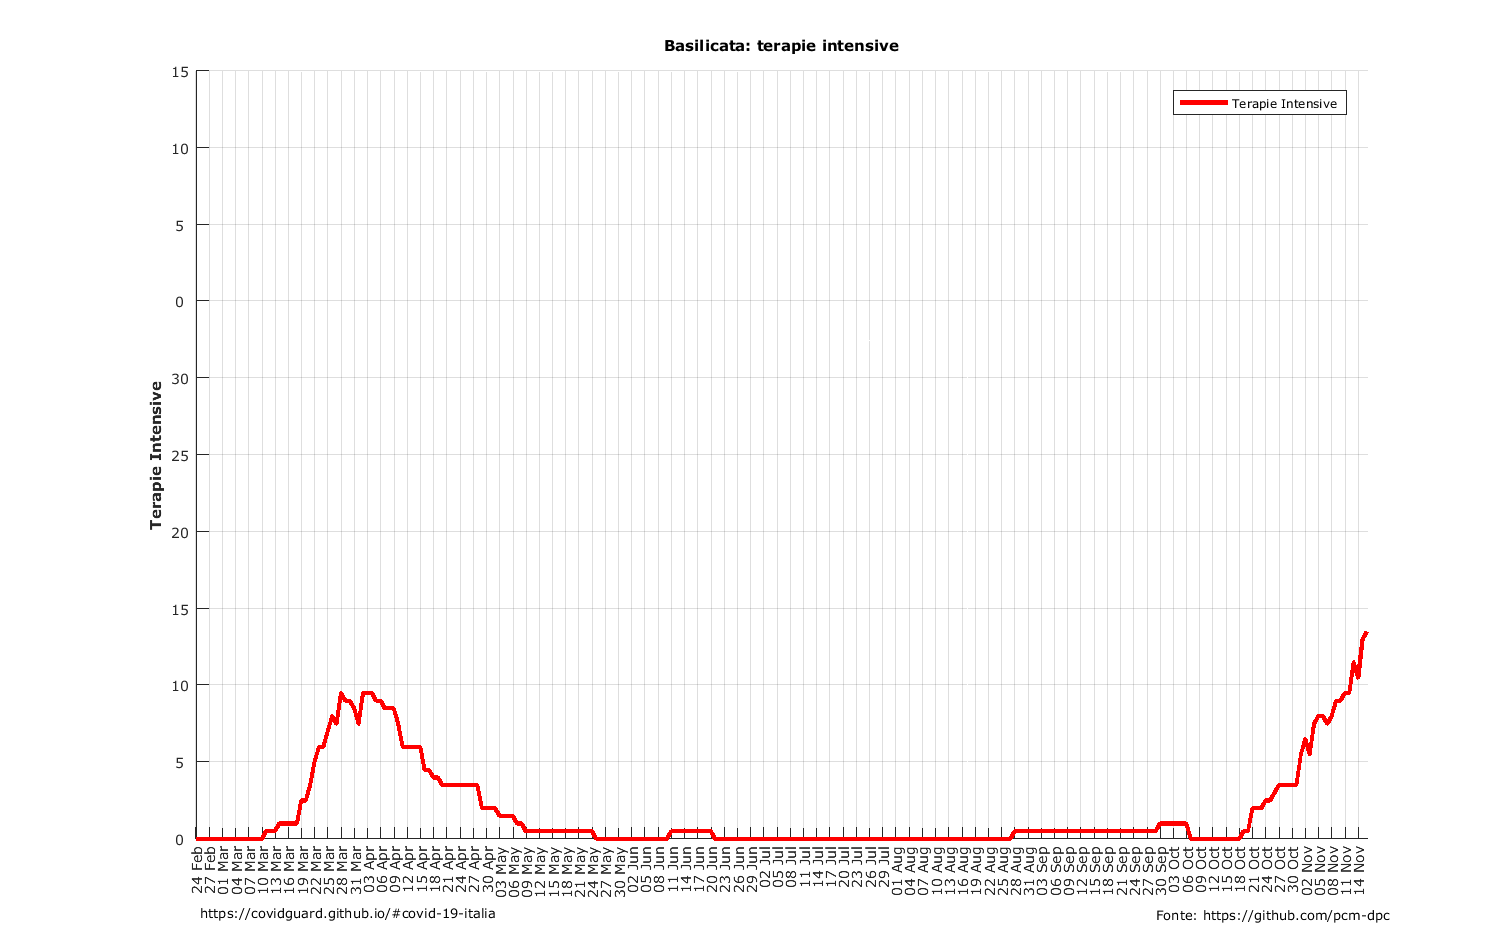 Basilicata: terapie intensive
Terapie Intensive
15
10
5
0
30
25
20
15
10
5
0
Terapie Intensive
24 Feb
27 Feb
01 Mar
04 Mar
07 Mar
10 Mar
13 Mar
16 Mar
19 Mar
22 Mar
25 Mar
28 Mar
31 Mar
03 Apr
06 Apr
09 Apr
12 Apr
15 Apr
18 Apr
21 Apr
24 Apr
27 Apr
30 Apr
03 May
06 May
09 May
12 May
15 May
18 May
21 May
24 May
27 May
30 May
02 Jun
05 Jun
08 Jun
11 Jun
14 Jun
17 Jun
20 Jun
23 Jun
26 Jun
29 Jun
02 Jul
05 Jul
08 Jul
11 Jul
14 Jul
17 Jul
20 Jul
23 Jul
26 Jul
29 Jul
01 Aug
04 Aug
07 Aug
10 Aug
13 Aug
16 Aug
19 Aug
22 Aug
25 Aug
28 Aug
31 Aug
03 Sep
06 Sep
09 Sep
12 Sep
15 Sep
18 Sep
21 Sep
24 Sep
27 Sep
30 Sep
03 Oct
06 Oct
09 Oct
12 Oct
15 Oct
18 Oct
21 Oct
24 Oct
27 Oct
30 Oct
02 Nov
05 Nov
08 Nov
11 Nov
14 Nov
https://covidguard.github.io/#covid-19-italia
Fonte: https://github.com/pcm-dpc